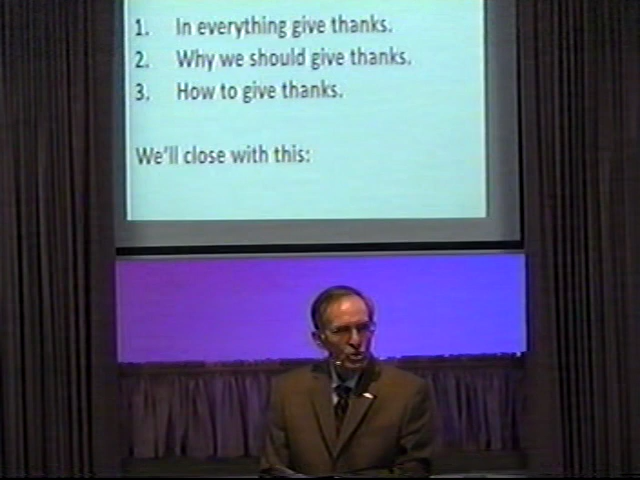 1. In everything give thanks.
2. Why we should give thanks.
3. How to give thanks.
We'll close with this: